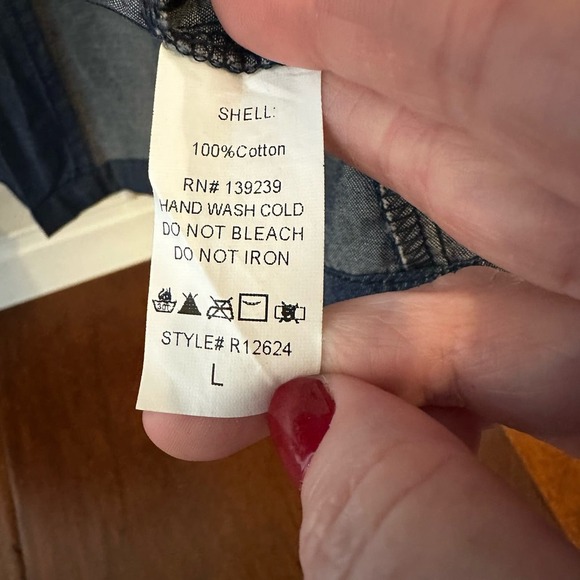 SHELL:
100%Cotton
RN# 139239
HAND WASH COLD
DO NOT BLEACH
DO NOT IRON
STYLE# R12624
L